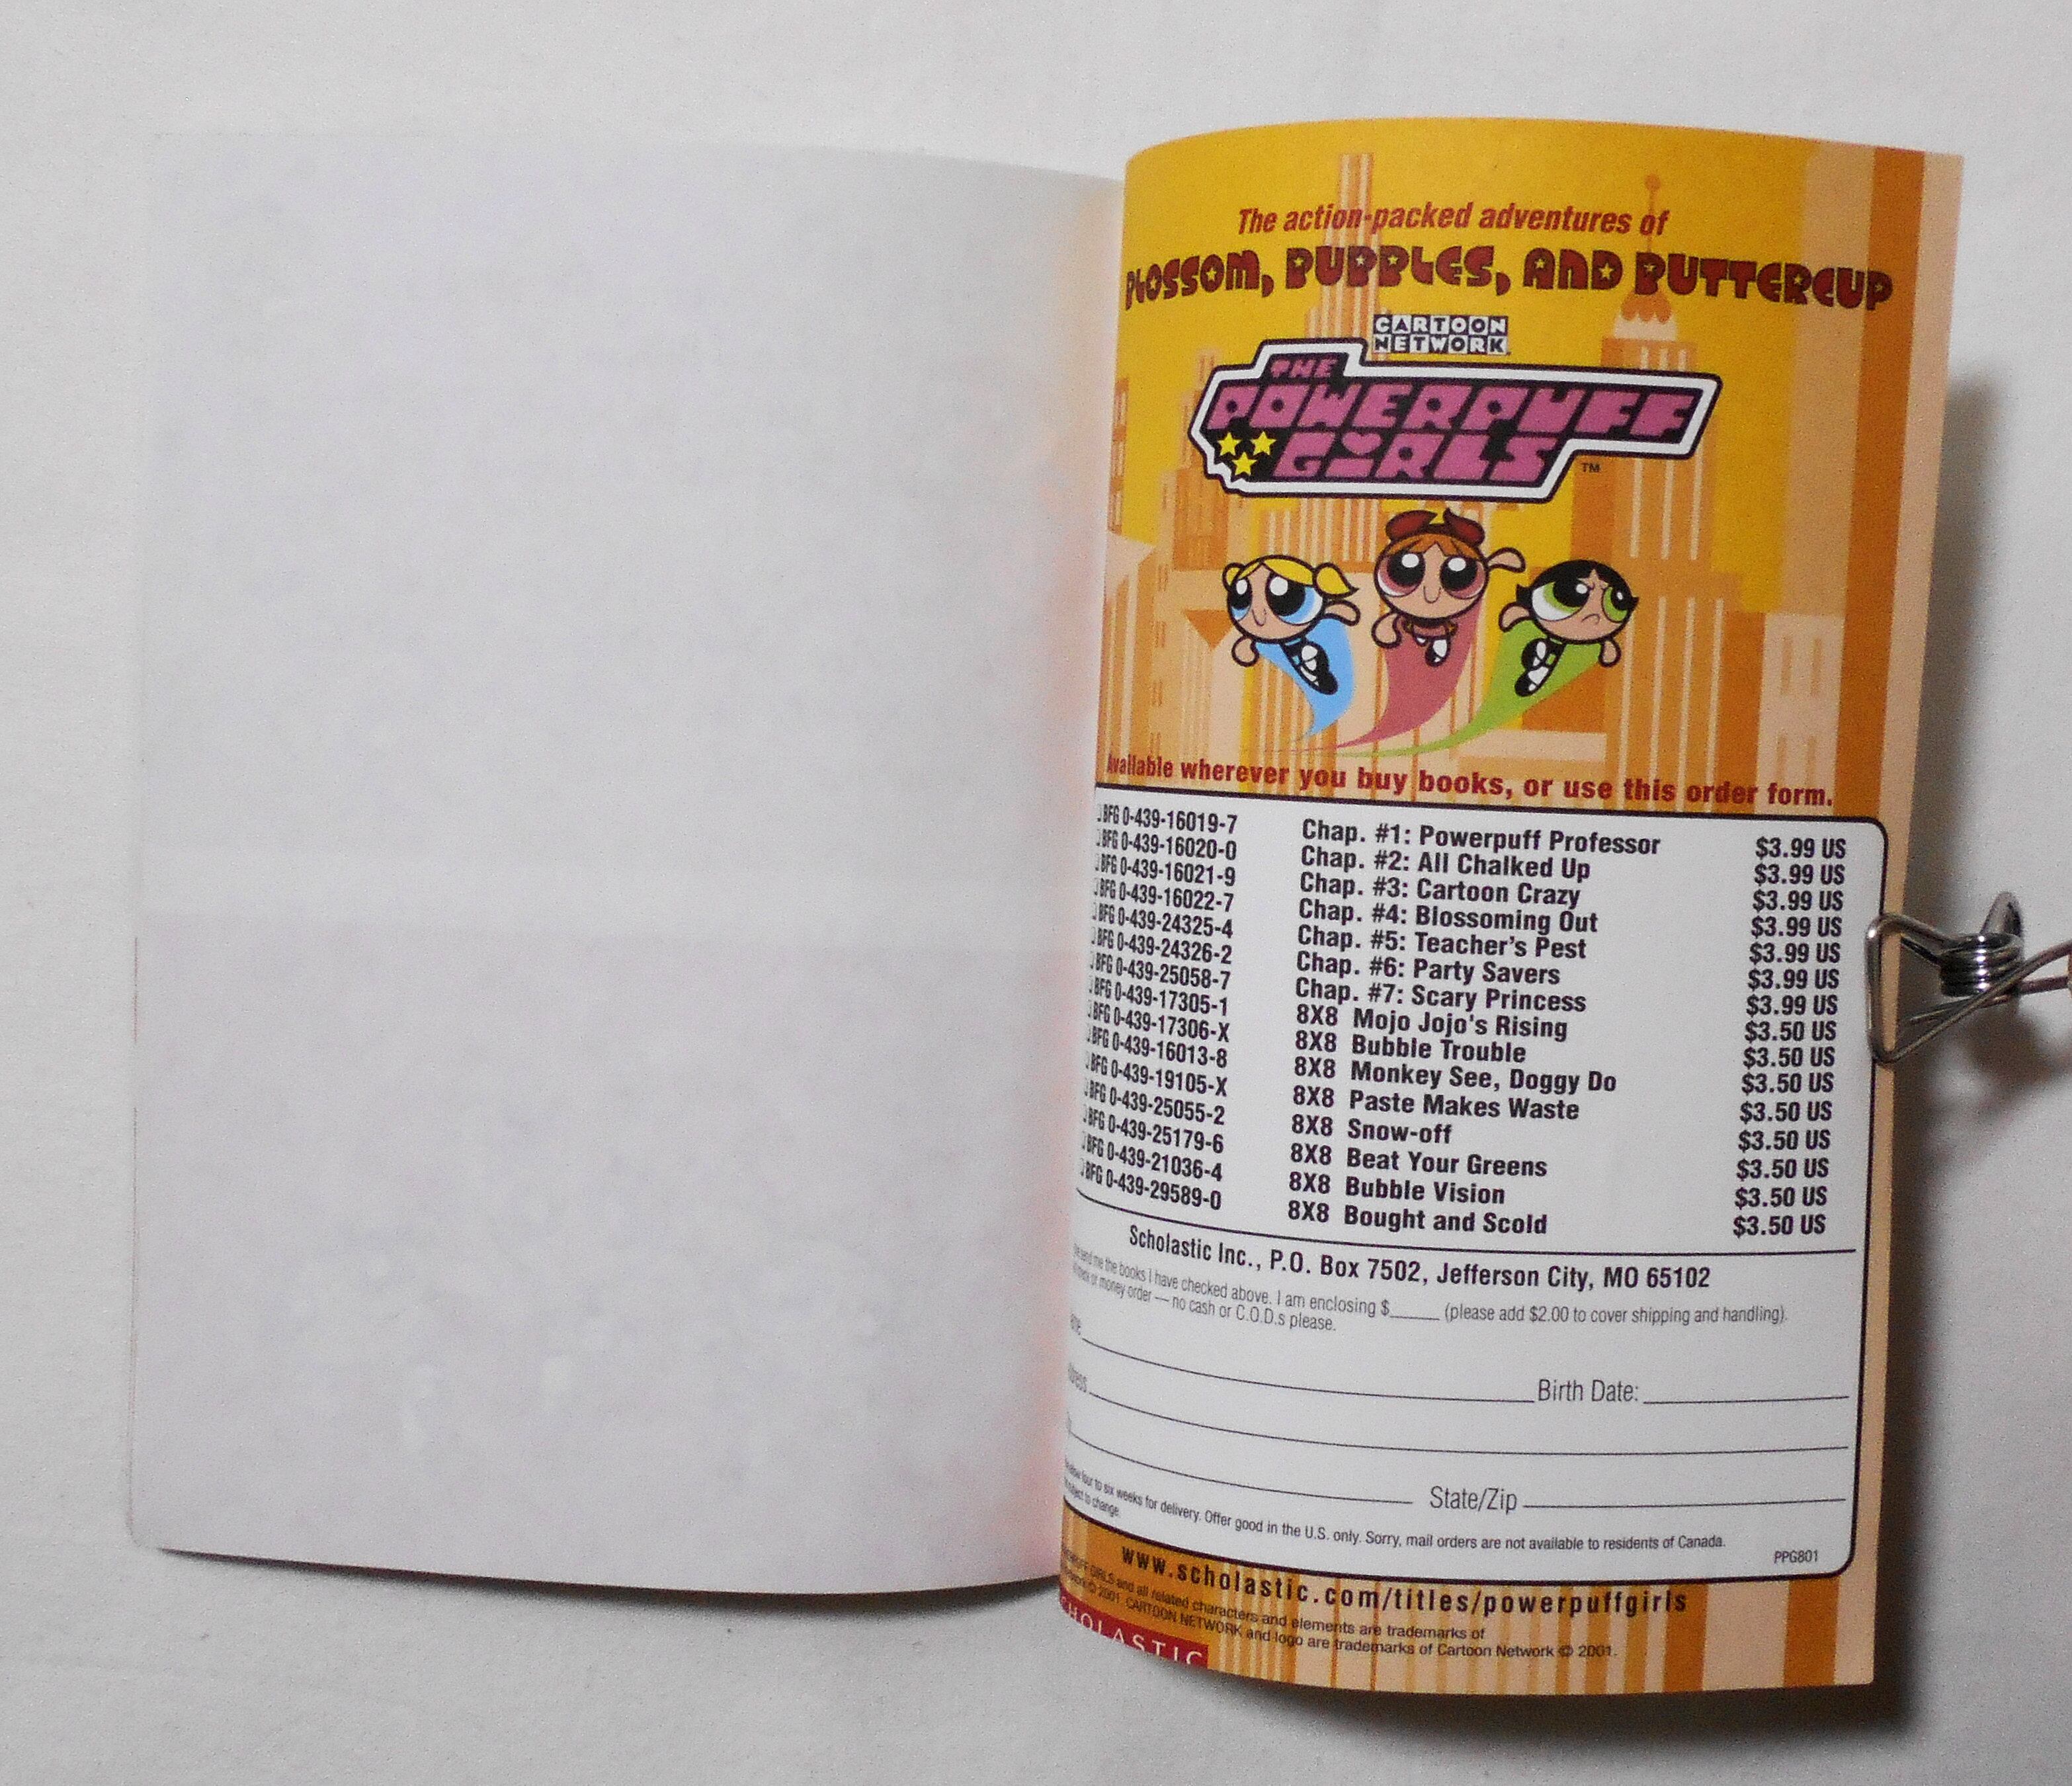 The action-packed adventures of
BLOSSOM, BUBBLES, AND BUTTERCUP
CARTOON
NETWORK
THE
POWERPUFF
GIRLS
TM
Available wherever you buy books, or use this order form.
BFG 0-439-16019-7 Chap. #1: Powerpuff Professor $3.99 US
BFG 0-439-16020-0 Chap. #2: All Chalked Up $3.99 US
BFG 0-439-16021-9 Chap. #3: Cartoon Crazy $3.99 US
BFG 0-439-16022-7 Chap. #4: Blossoming Out $3.99 US
BFG 0-439-24325-4 Chap. #5: Teacher's Pest $3.99 US
BFG 0-439-24326-2 Chap. #6: Party Savers $3.99 US
BFG 0-439-25058-7 Chap. #7: Scary Princess $3.99 US
BFG 0-439-17305-1 8X8 Mojo Jojo's Rising $3.50 US
BFG 0-439-17306-X 8X8 Bubble Trouble $3.50 US
BFG 0-439-16013-8 8X8 Monkey See, Doggy Do $3.50 US
BFG 0-439-19105-X 8X8 Paste Makes Waste $3.50 US
BFG 0-439-25055-2 8X8 Snow-off $3.50 US
BFG 0-439-25179-6 8X8 Beat Your Greens $3.50 US
BFG 0-439-21036-4 8X8 Bubble Vision $3.50 US
BFG 0-439-29589-0 8X8 Bought and Scold $3.50 US
Scholastic Inc., P.O. Box 7502, Jefferson City, MO 65102
send me the books I have checked above. I am enclosing $_____ (please add $2.00 to cover shipping and handling).
or money order — no cash or C.O.D.s please.
Birth Date:
State/Zip
four to six weeks for delivery. Offer good in the U.S. only. Sorry, mail orders are not available to residents of Canada.
subject to change.
PPG801
www.scholastic.com/titles/powerpuffgirls
GIRLS and all related characters and elements are trademarks of
© 2001. CARTOON NETWORK and logo are trademarks of Cartoon Network © 2001.
SCHOLASTIC